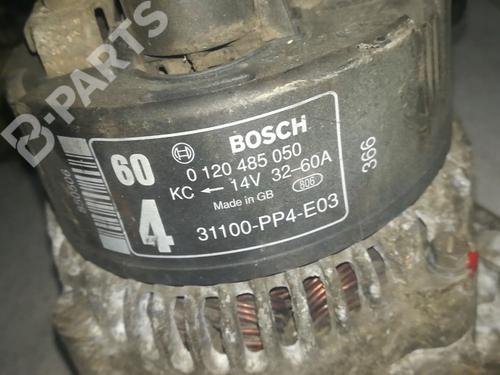 B-PARTS
60
BOSCH
0 120 485 050
KC ← 14V 32-60A
Made in GB 806
4
31100-PP4-E03
366